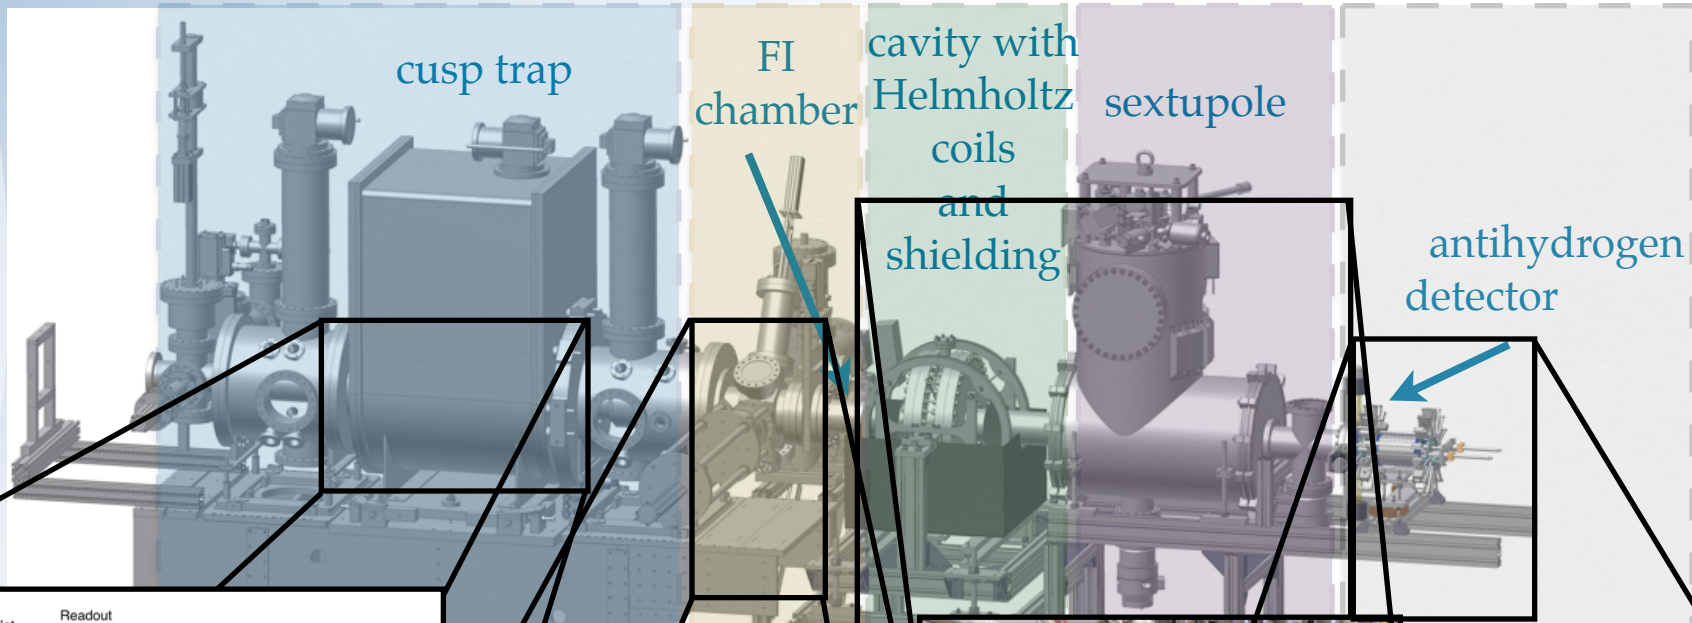 cusp trap
FI
chamber
cavity with
Helmholtz
coils
and
shielding
sextupole
antihydrogen
detector
Readout